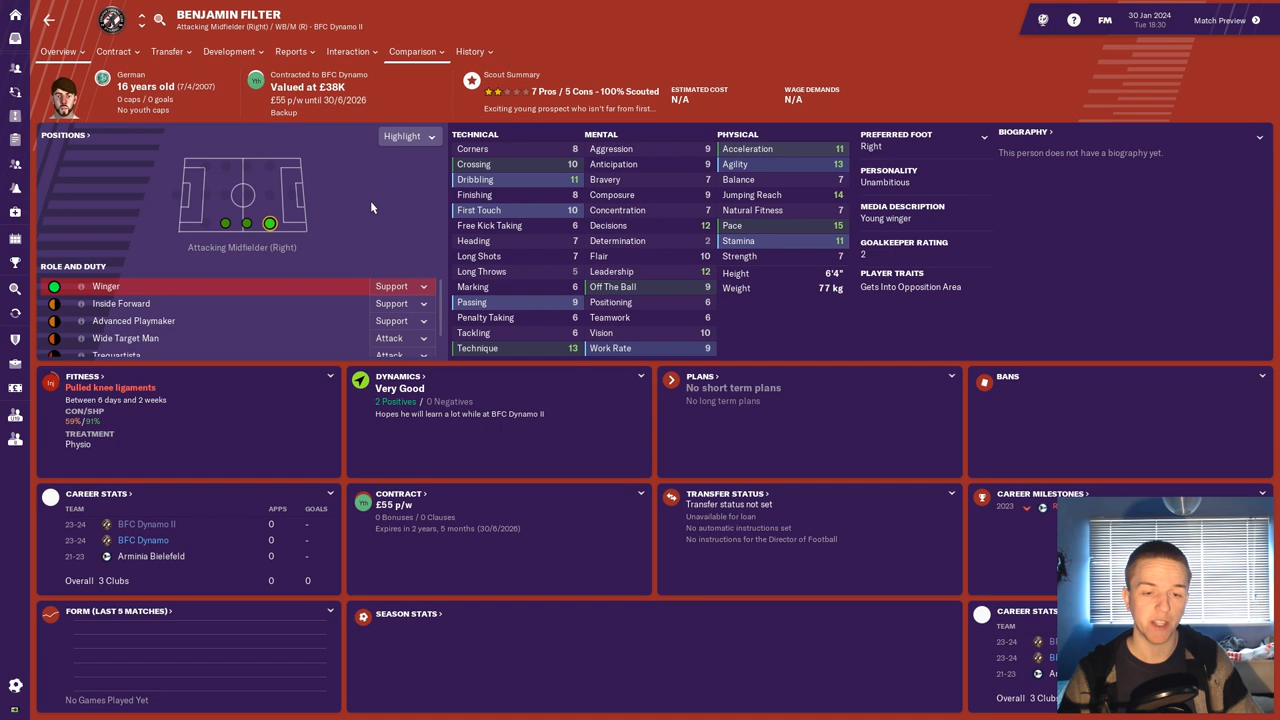 BENJAMIN FILTER
Attacking Midfielder (Right) / WB/M (R) - BFC Dynamo II
FM
30 Jan 2024
Tue 18:30
Match Preview
Overview
Contract
Transfer
Development
Reports
Interaction
Comparison
History
German
16 years old (7/4/2007)
0 caps / 0 goals
No youth caps
Yth
Contracted to BFC Dynamo
Valued at £38K
£55 p/w until 30/6/2026
Backup
Scout Summary
7 Pros / 5 Cons - 100% Scouted
Exciting young prospect who isn't far from first...
ESTIMATED COST
N/A
WAGE DEMANDS
N/A
POSITIONS
Highlight
Attacking Midfielder (Right)
ROLE AND DUTY
Winger Support
Inside Forward Support
Advanced Playmaker Support
Wide Target Man Attack
Trequartista Attack
TECHNICAL
Corners 8
Crossing 10
Dribbling 11
Finishing 8
First Touch 10
Free Kick Taking 6
Heading 7
Long Shots 7
Long Throws 5
Marking 6
Passing 9
Penalty Taking 6
Tackling 6
Technique 13
MENTAL
Aggression 9
Anticipation 9
Bravery 7
Composure 9
Concentration 7
Decisions 12
Determination 2
Flair 10
Leadership 12
Off The Ball 9
Positioning 6
Teamwork 6
Vision 10
Work Rate 9
PHYSICAL
Acceleration 11
Agility 13
Balance 7
Jumping Reach 14
Natural Fitness 7
Pace 15
Stamina 11
Strength 7
Height 6'4"
Weight 77 kg
PREFERRED FOOT
Right
PERSONALITY
Unambitious
MEDIA DESCRIPTION
Young winger
GOALKEEPER RATING
2
PLAYER TRAITS
Gets Into Opposition Area
BIOGRAPHY
This person does not have a biography yet.
Inj
FITNESS
Pulled knee ligaments
Between 6 days and 2 weeks
CON/SHP
59%/91%
TREATMENT
Physio
DYNAMICS
Very Good
2 Positives / 0 Negatives
Hopes he will learn a lot while at BFC Dynamo II
PLANS
No short term plans
No long term plans
BANS
CAREER STATS
TEAM APPS GOALS
23-24 BFC Dynamo II 0 -
23-24 BFC Dynamo 0 -
21-23 Arminia Bielefeld 0 -
Overall 3 Clubs 0 0
Yth
CONTRACT
£55 p/w
0 Bonuses / 0 Clauses
Expires in 2 years, 5 months (30/6/2026)
TRANSFER STATUS
Transfer status not set
Unavailable for loan
No automatic instructions set
No instructions for the Director of Football
CAREER MILESTONES
2023
FORM (LAST 5 MATCHES)
No Games Played Yet
SEASON STATS
CAREER STATS
TEAM
23-24
23-24
21-23
Overall 3 Clubs